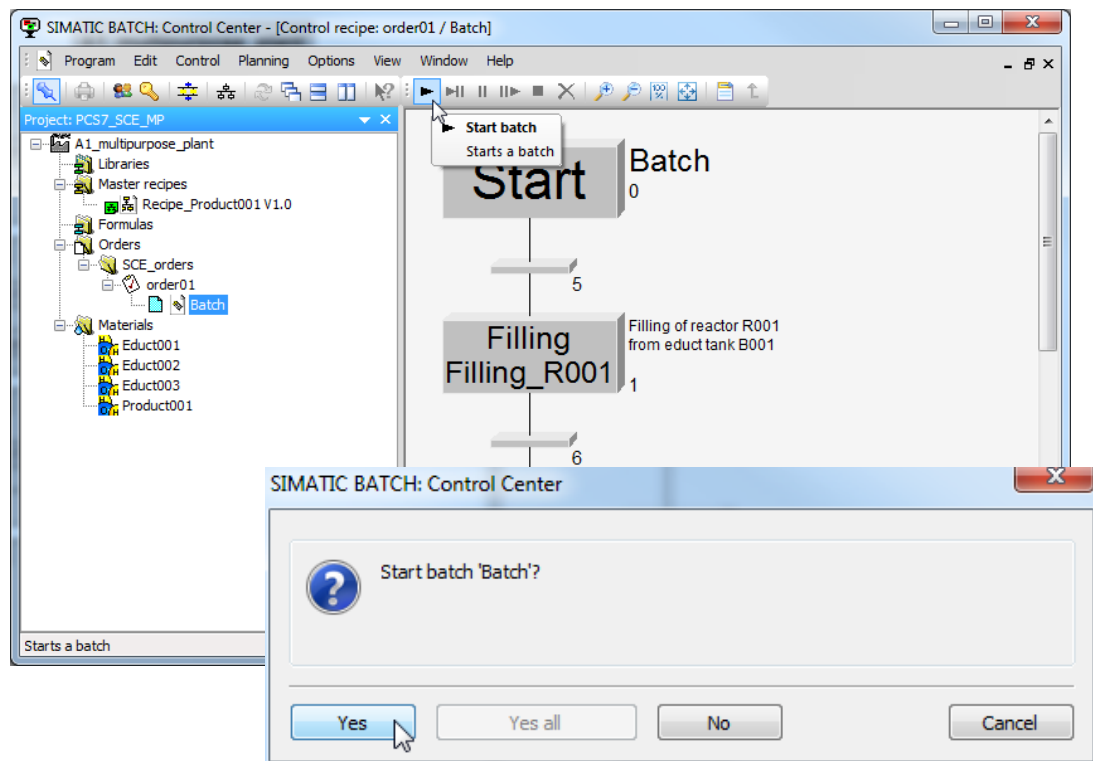 SIMATIC BATCH: Control Center - [Control recipe: order01 / Batch]
Program Edit Control Planning Options View Window Help
Project: PCS7_SCE_MP
A1_multipurpose_plant
Libraries
Master recipes
Recipe_Product001 V1.0
Formulas
Orders
SCE_orders
order01
Batch
Materials
Educt001
Educt002
Educt003
Product001
Start batch
Starts a batch
Start
Batch
0
5
Filling
Filling_R001
Filling of reactor R001
from educt tank B001
1
6
Starts a batch
SIMATIC BATCH: Control Center
Start batch 'Batch'?
Yes Yes all No Cancel